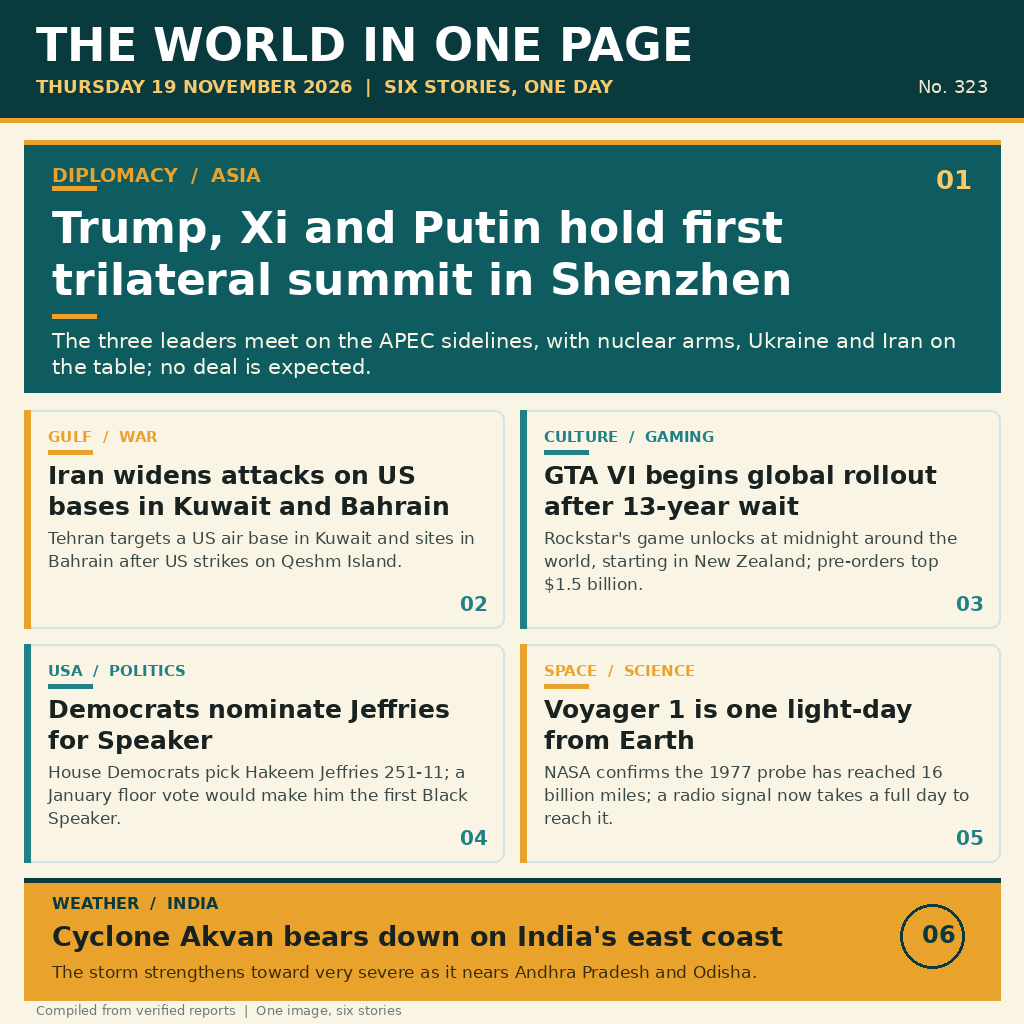 THE WORLD IN ONE PAGE
THURSDAY 19 NOVEMBER 2026 | SIX STORIES, ONE DAY
No. 323
DIPLOMACY / ASIA
01
Trump, Xi and Putin hold first
trilateral summit in Shenzhen
The three leaders meet on the APEC sidelines, with nuclear arms, Ukraine and Iran on
the table; no deal is expected.
GULF / WAR
Iran widens attacks on US
bases in Kuwait and Bahrain
Tehran targets a US air base in Kuwait and sites in
Bahrain after US strikes on Qeshm Island.
02
CULTURE / GAMING
GTA VI begins global rollout
after 13-year wait
Rockstar's game unlocks at midnight around the
world, starting in New Zealand; pre-orders top
$1.5 billion.
03
USA / POLITICS
Democrats nominate Jeffries
for Speaker
House Democrats pick Hakeem Jeffries 251-11; a
January floor vote would make him the first Black
Speaker.
04
SPACE / SCIENCE
Voyager 1 is one light-day
from Earth
NASA confirms the 1977 probe has reached 16
billion miles; a radio signal now takes a full day to
reach it.
05
WEATHER / INDIA
Cyclone Akvan bears down on India's east coast
The storm strengthens toward very severe as it nears Andhra Pradesh and Odisha.
06
Compiled from verified reports | One image, six stories